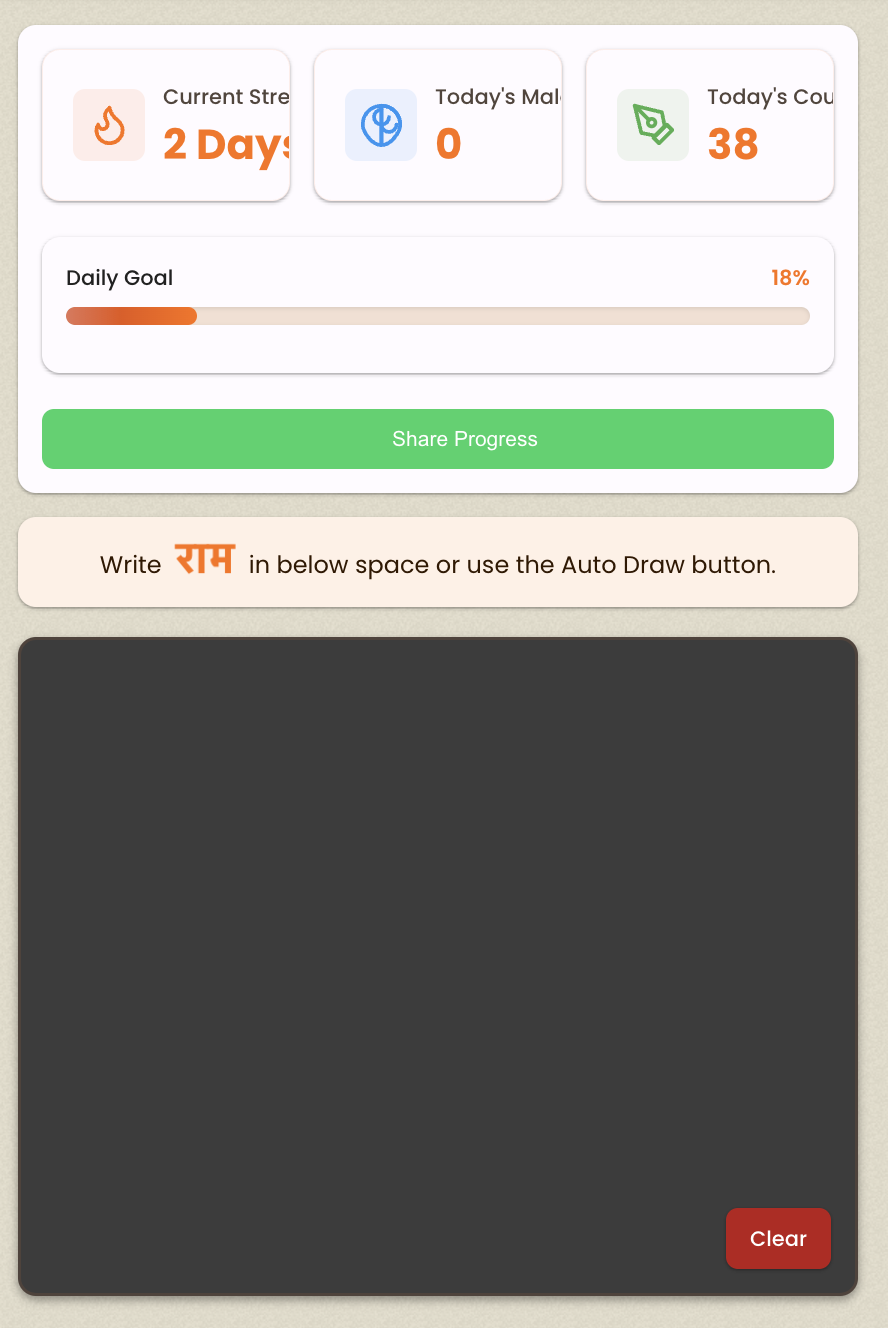 Current Stre
2 Days
Today's Mal
0
Today's Cou
38
Daily Goal
18%
Share Progress
Write राम in below space or use the Auto Draw button.
Clear